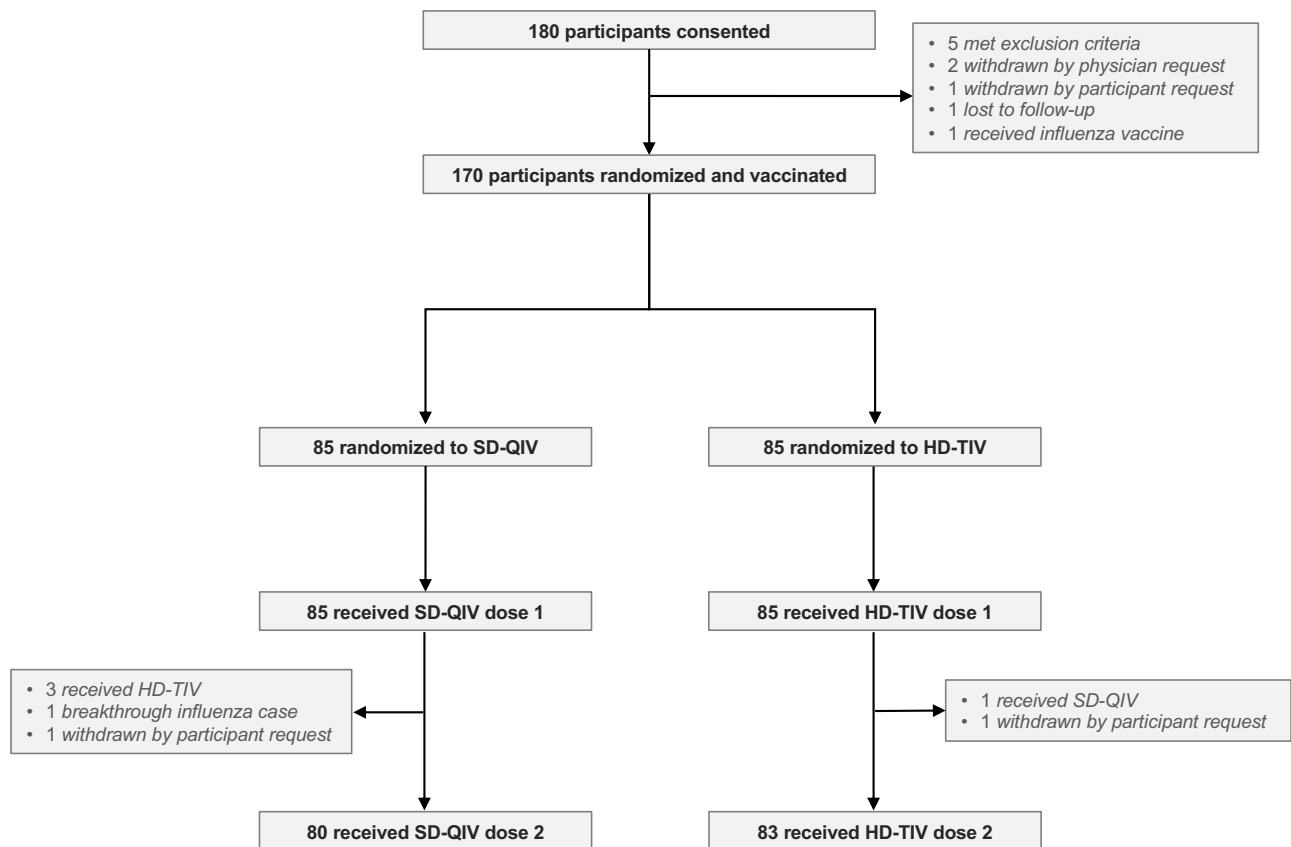 180 participants consented
• 5 met exclusion criteria
• 2 withdrawn by physician request
• 1 withdrawn by participant request
• 1 lost to follow-up
• 1 received influenza vaccine
170 participants randomized and vaccinated
85 randomized to SD-QIV
85 randomized to HD-TIV
85 received SD-QIV dose 1
85 received HD-TIV dose 1
• 3 received HD-TIV
• 1 breakthrough influenza case
• 1 withdrawn by participant request
• 1 received SD-QIV
• 1 withdrawn by participant request
80 received SD-QIV dose 2
83 received HD-TIV dose 2